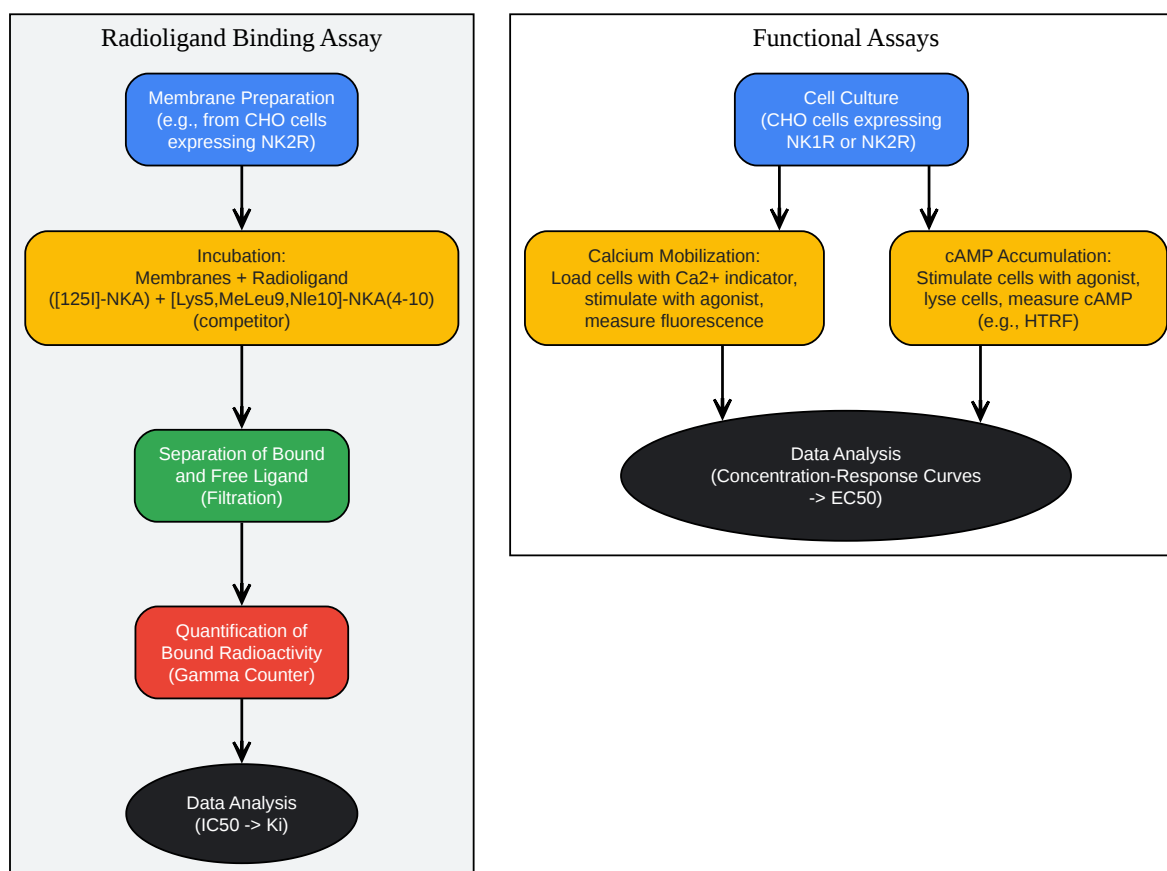 Radioligand Binding Assay
Membrane Preparation
(e.g., from CHO cells
expressing NK2R)
Incubation:
Membranes + Radioligand
([125I]-NKA) + [Lys5,MeLeu9,Nle10]-NKA(4-10)
(competitor)
Separation of Bound
and Free Ligand
(Filtration)
Quantification of
Bound Radioactivity
(Gamma Counter)
Data Analysis
(IC50 -> Ki)
Functional Assays
Cell Culture
(CHO cells expressing
NK1R or NK2R)
Calcium Mobilization:
Load cells with Ca2+ indicator,
stimulate with agonist,
measure fluorescence
cAMP Accumulation:
Stimulate cells with agonist,
lyse cells, measure cAMP
(e.g., HTRF)
Data Analysis
(Concentration-Response Curves
-> EC50)